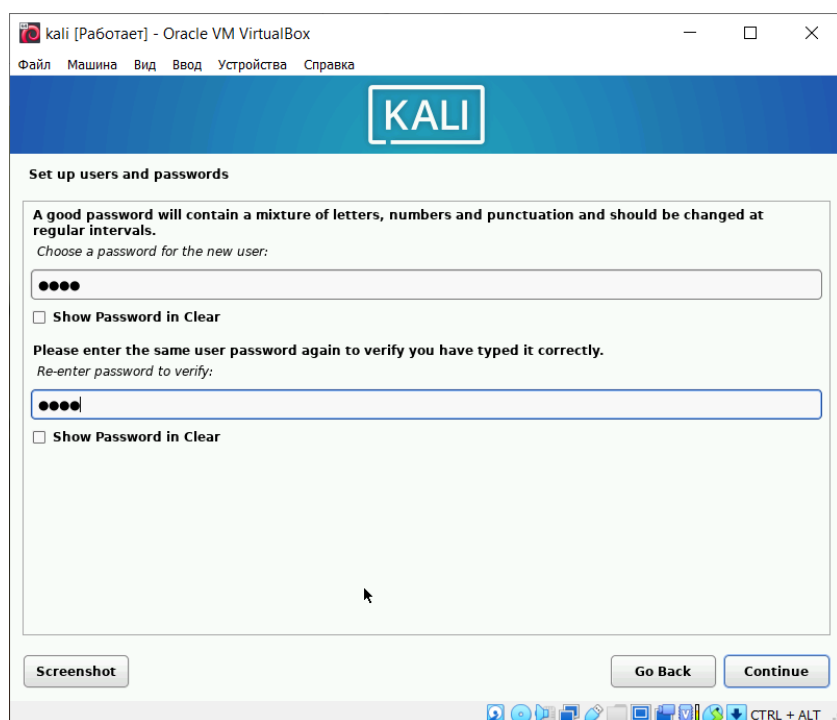 kali [Работает] - Oracle VM VirtualBox
Файл Машина Вид Ввод Устройства Справка
KALI
Set up users and passwords
A good password will contain a mixture of letters, numbers and punctuation and should be changed at
regular intervals.
Choose a password for the new user:
●●●●
Show Password in Clear
Please enter the same user password again to verify you have typed it correctly.
Re-enter password to verify:
●●●●
Show Password in Clear
Screenshot Go Back Continue
CTRL + ALT